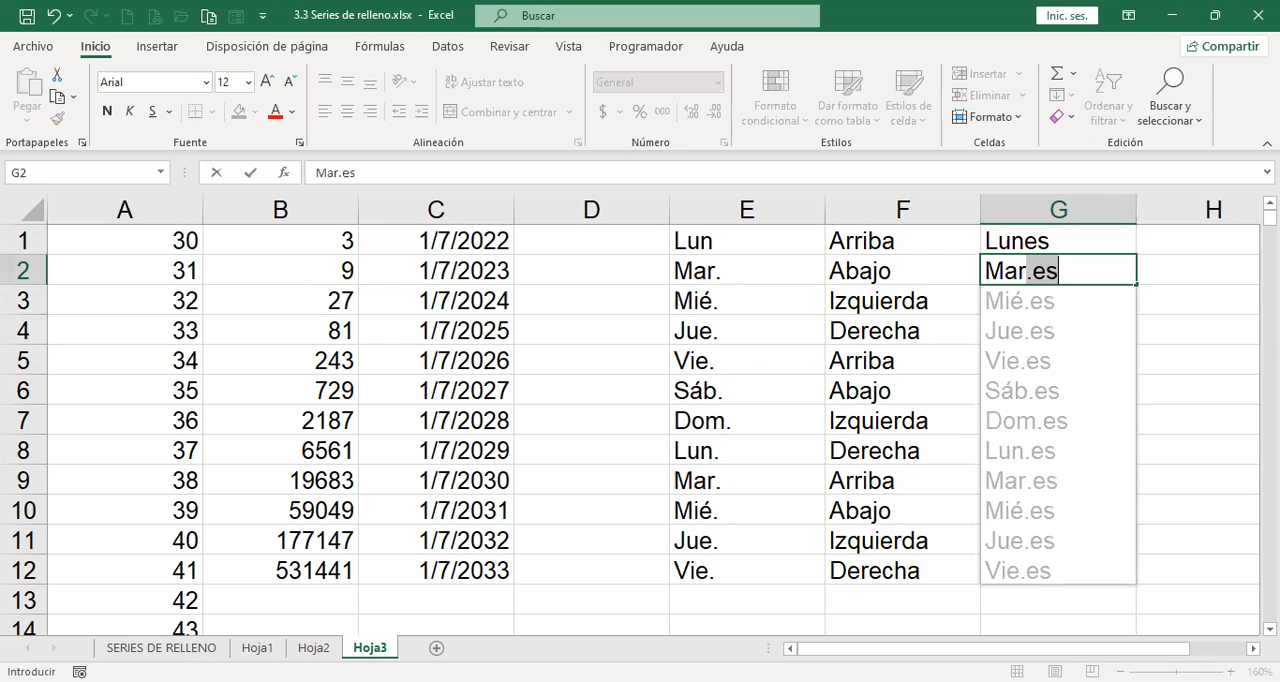 3.3 Series de relleno.xlsx - Excel
Buscar
Inic. ses.
Archivo Inicio Insertar Disposición de página Fórmulas Datos Revisar Vista Programador Ayuda Compartir
Pegar
Arial 12
N K S
Ajustar texto
Combinar y centrar
General
$ % 000
Formato condicional
Dar formato como tabla
Estilos de celda
Insertar
Eliminar
Formato
Ordenar y filtrar
Buscar y seleccionar
Portapapeles Fuente Alineación Número Estilos Celdas Edición
G2 fx Mar.es
A B C D E F G H
1 30 3 1/7/2022 Lun Arriba Lunes
2 31 9 1/7/2023 Mar. Abajo Mar.es
3 32 27 1/7/2024 Mié. Izquierda Mié.es
4 33 81 1/7/2025 Jue. Derecha Jue.es
5 34 243 1/7/2026 Vie. Arriba Vie.es
6 35 729 1/7/2027 Sáb. Abajo Sáb.es
7 36 2187 1/7/2028 Dom. Izquierda Dom.es
8 37 6561 1/7/2029 Lun. Derecha Lun.es
9 38 19683 1/7/2030 Mar. Arriba Mar.es
10 39 59049 1/7/2031 Mié. Abajo Mié.es
11 40 177147 1/7/2032 Jue. Izquierda Jue.es
12 41 531441 1/7/2033 Vie. Derecha Vie.es
13 42
14 43
SERIES DE RELLENO Hoja1 Hoja2 Hoja3
Introducir 160%